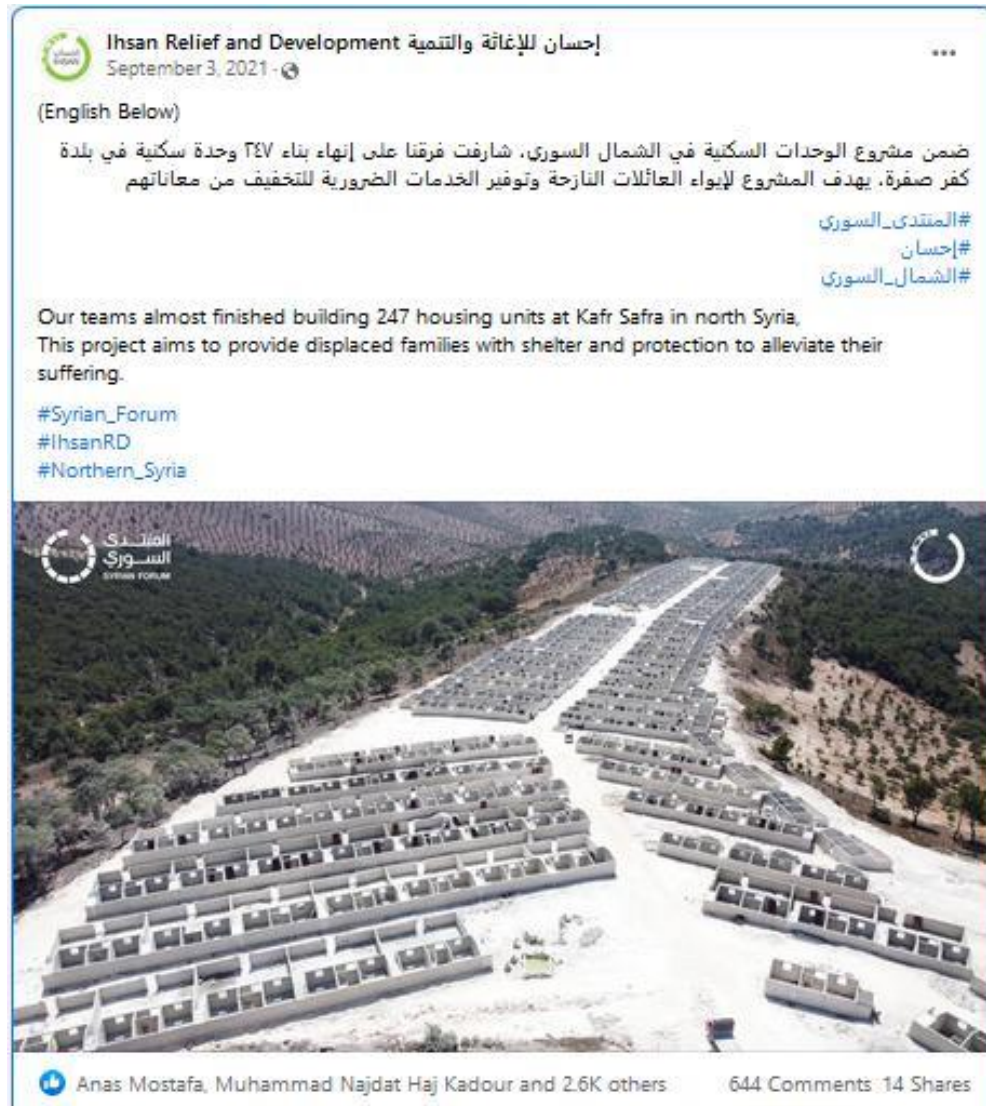 Ihsan Relief and Development إحسان للإغاثة والتنمية
September 3, 2021 ·
(English Below)
ضمن مشروع الوحدات السكنية في الشمال السوري، شارفت فرقنا على إنهاء بناء ٢٤٧ وحدة سكنية في بلدة
كفر صفرة. يهدف المشروع لإيواء العائلات النازحة وتوفير الخدمات الضرورية للتخفيف من معاناتهم
#المنتدى_السوري
#إحسان
#الشمال_السوري
Our teams almost finished building 247 housing units at Kafr Safra in north Syria,
This project aims to provide displaced families with shelter and protection to alleviate their
suffering.
#Syrian_Forum
#IhsanRD
#Northern_Syria
المنتدى
السوري
SYRIAN FORUM
Anas Mostafa, Muhammad Najdat Haj Kadour and 2.6K others 644 Comments 14 Shares